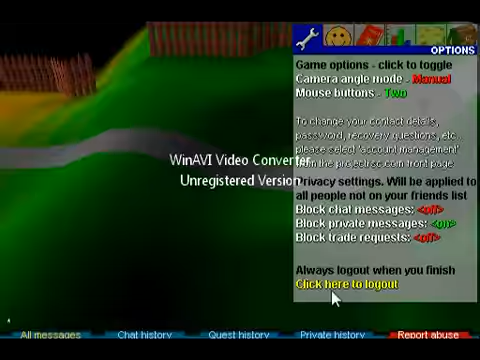 OPTIONS
Game options - click to toggle
Camera angle mode - Manual
Mouse buttons - Two
To change your contact details,
password, recovery questions, etc..
please select 'account management'
from the projectrsc.com front page
WinAVI Video Converter
Unregistered Version
Privacy settings. Will be applied to
all people not on your friends list
Block chat messages: <off>
Block private messages: <on>
Block trade requests: <off>
Always logout when you finish
Click here to logout
All messages
Chat history
Quest history
Private history
Report abuse